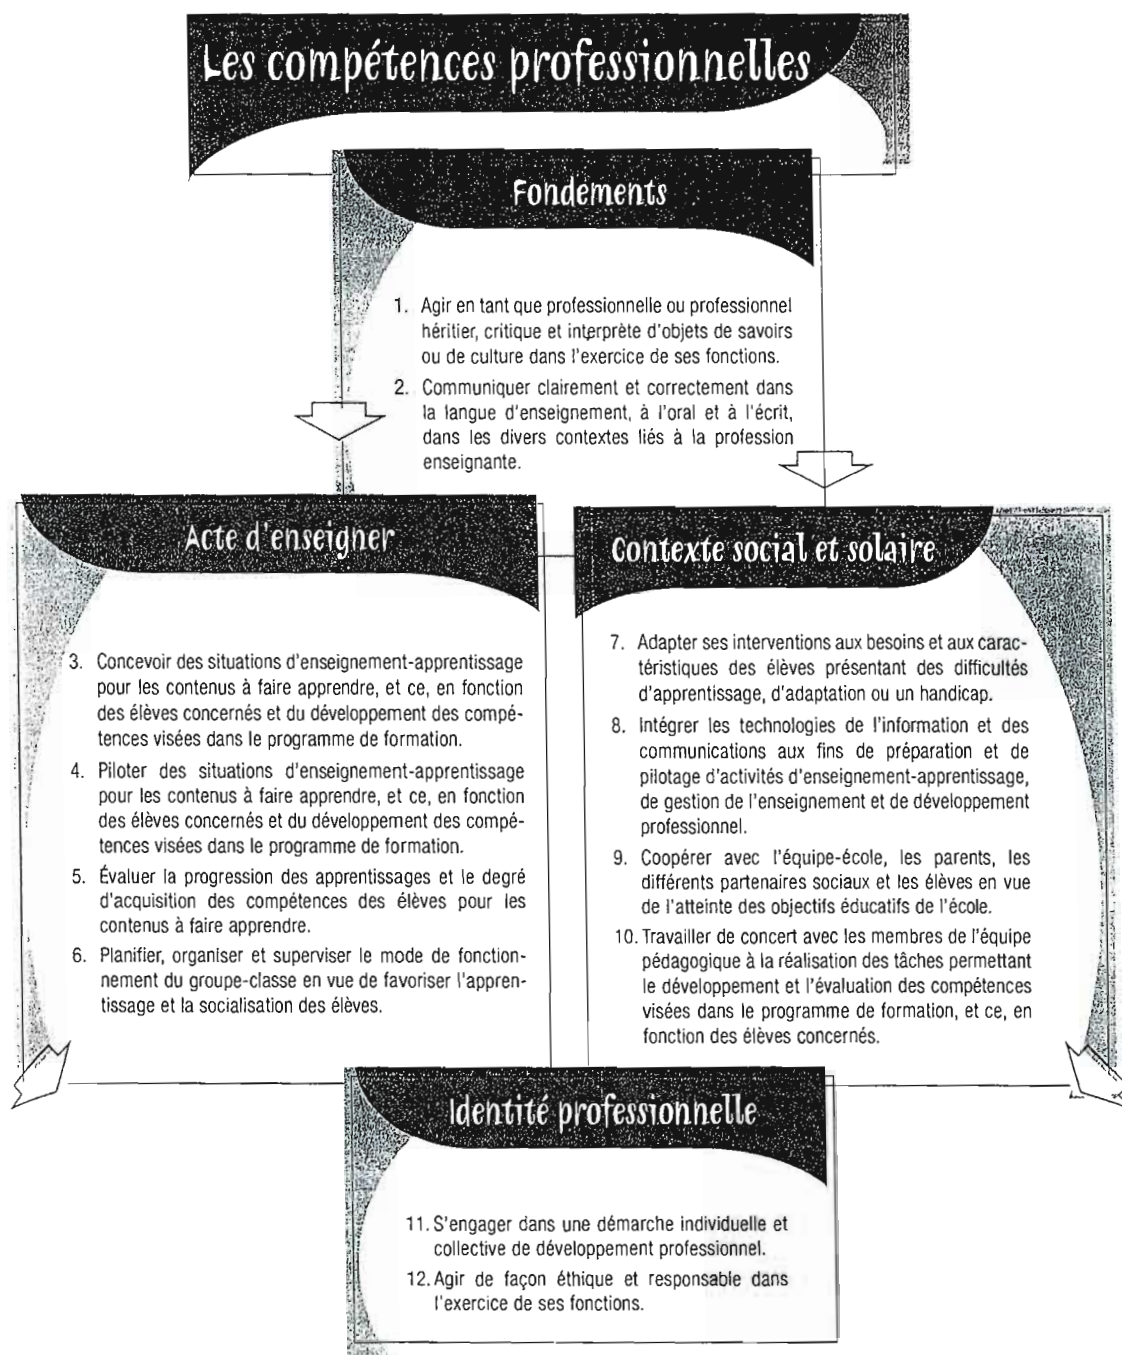 Les compétences professionnelles
Fondements
1. Agir en tant que professionnelle ou professionnel
héritier, critique et interprète d'objets de savoirs
ou de culture dans l'exercice de ses fonctions.
2. Communiquer clairement et correctement dans
la langue d'enseignement, à l'oral et à l'écrit,
dans les divers contextes liés à la profession
enseignante.
Acte d'enseigner
3. Concevoir des situations d'enseignement-apprentissage
pour les contenus à faire apprendre, et ce, en fonction
des élèves concernés et du développement des compé-
tences visées dans le programme de formation.
4. Piloter des situations d'enseignement-apprentissage
pour les contenus à faire apprendre, et ce, en fonction
des élèves concernés et du développement des compé-
tences visées dans le programme de formation.
5. Évaluer la progression des apprentissages et le degré
d'acquisition des compétences des élèves pour les
contenus à faire apprendre.
6. Planifier, organiser et superviser le mode de fonction-
nement du groupe-classe en vue de favoriser l'appren-
tissage et la socialisation des élèves.
Contexte social et solaire
7. Adapter ses interventions aux besoins et aux carac-
téristiques des élèves présentant des difficultés
d'apprentissage, d'adaptation ou un handicap.
8. Intégrer les technologies de l'information et des
communications aux fins de préparation et de
pilotage d'activités d'enseignement-apprentissage,
de gestion de l'enseignement et de développement
professionnel.
9. Coopérer avec l'équipe-école, les parents, les
différents partenaires sociaux et les élèves en vue
de l'atteinte des objectifs éducatifs de l'école.
10. Travailler de concert avec les membres de l'équipe
pédagogique à la réalisation des tâches permettant
le développement et l'évaluation des compétences
visées dans le programme de formation, et ce, en
fonction des élèves concernés.
Identité professionnelle
11. S'engager dans une démarche individuelle et
collective de développement professionnel.
12. Agir de façon éthique et responsable dans
l'exercice de ses fonctions.